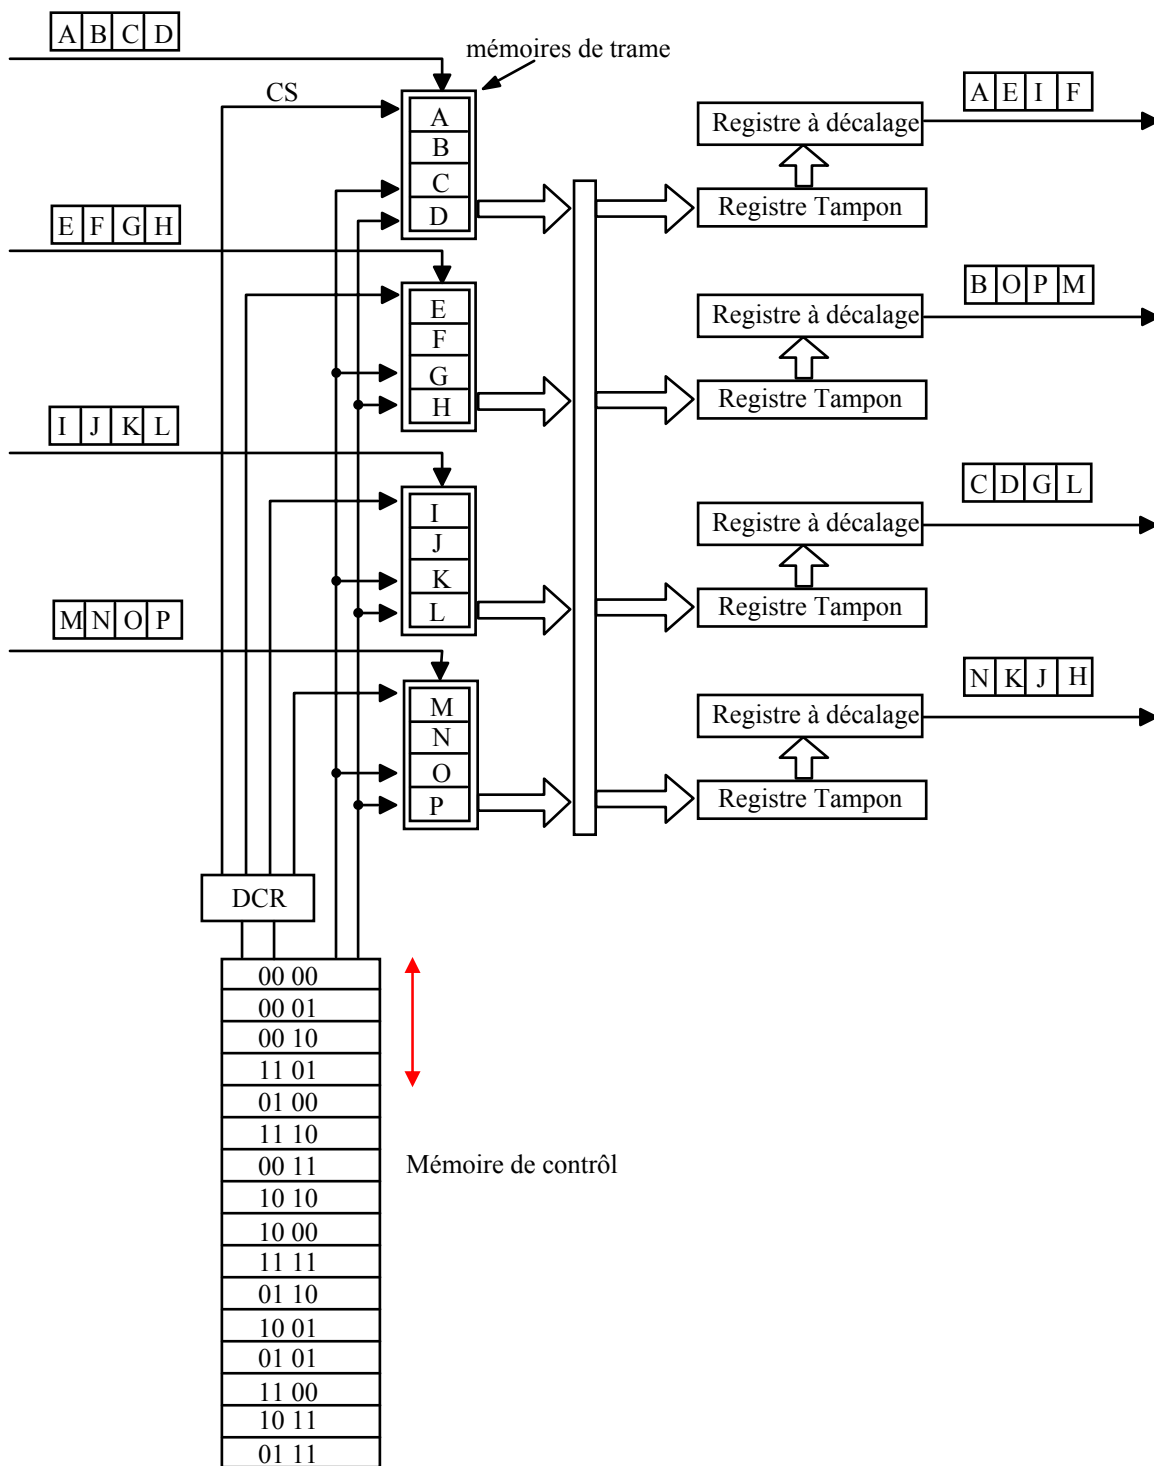 A B C D
mémoires de trame
CS
A
B
C
D
Registre à décalage
A E I F
Registre Tampon
E F G H
E
F
G
H
Registre à décalage
B O P M
Registre Tampon
I J K L
I
J
K
L
Registre à décalage
C D G L
Registre Tampon
M N O P
M
N
O
P
Registre à décalage
N K J H
Registre Tampon
DCR
00 00
00 01
00 10
11 01
01 00
11 10
00 11
Mémoire de contrôl
10 10
10 00
11 11
01 10
10 01
01 01
11 00
10 11
01 11